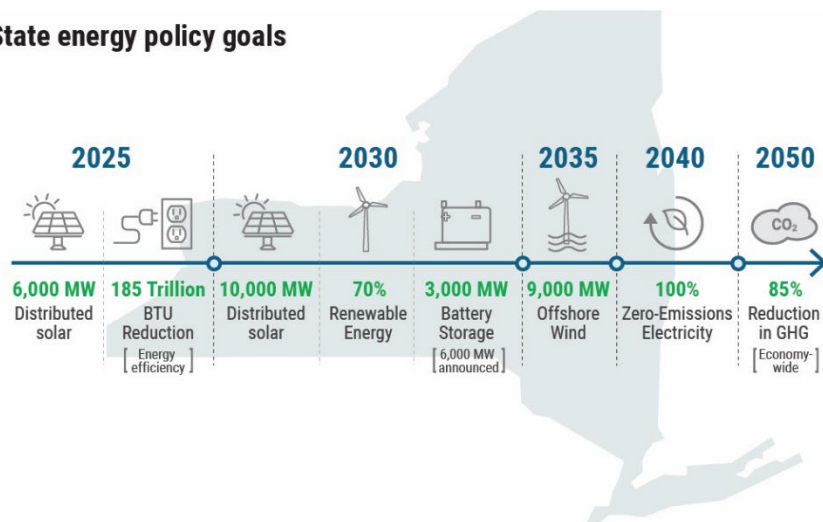 State energy policy goals
2025
2030
2035
2040
2050
CO₂
6,000 MW
Distributed
solar
185 Trillion
BTU
Reduction
[Energy
efficiency]
10,000 MW
Distributed
solar
70%
Renewable
Energy
3,000 MW
Battery
Storage
[6,000 MW
announced]
9,000 MW
Offshore
Wind
100%
Zero-Emissions
Electricity
85%
Reduction
in GHG
[Economy-
wide]